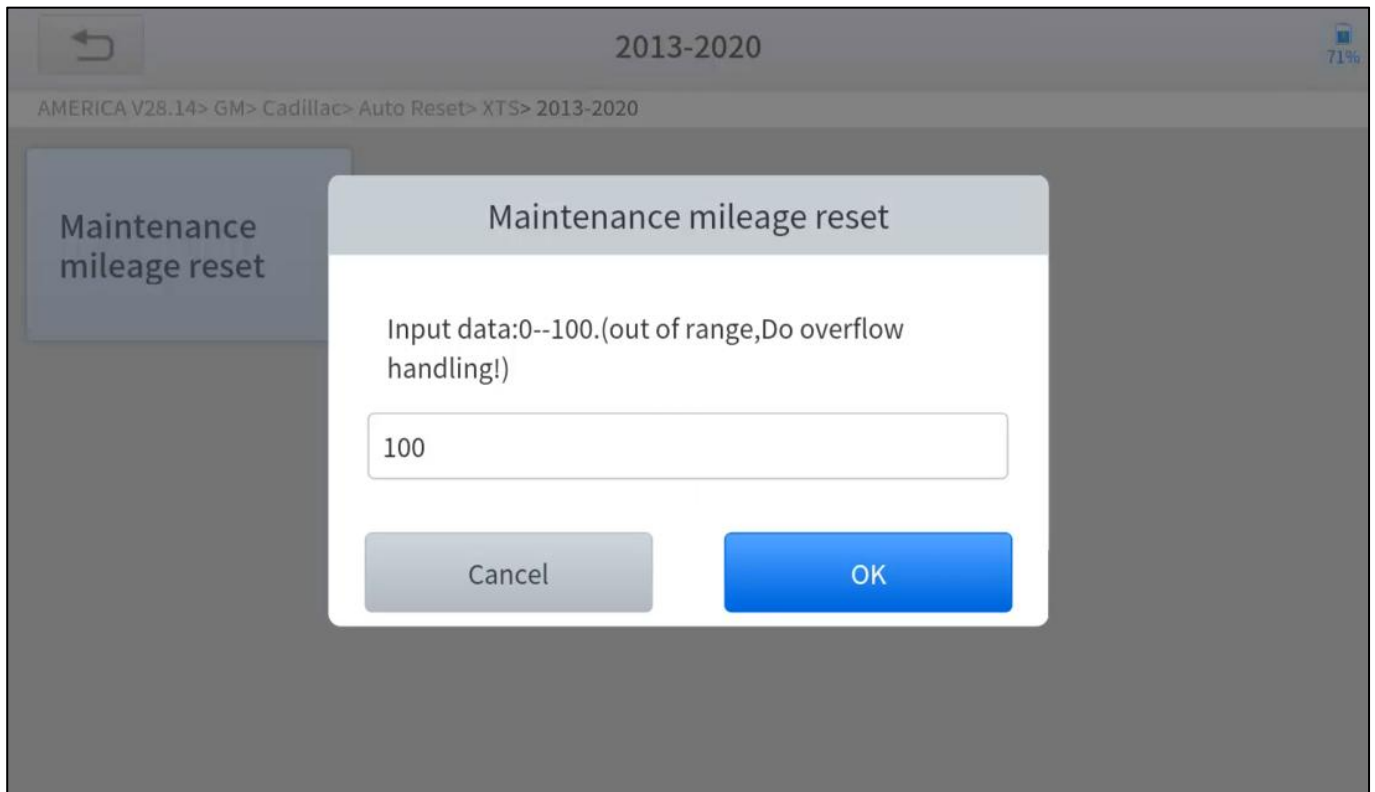 2013-2020
71%
AMERICA V28.14> GM> Cadillac> Auto Reset> XTS> 2013-2020
Maintenance
mileage reset
Maintenance mileage reset
Input data:0--100.(out of range,Do overflow
handling!)
100
Cancel
OK